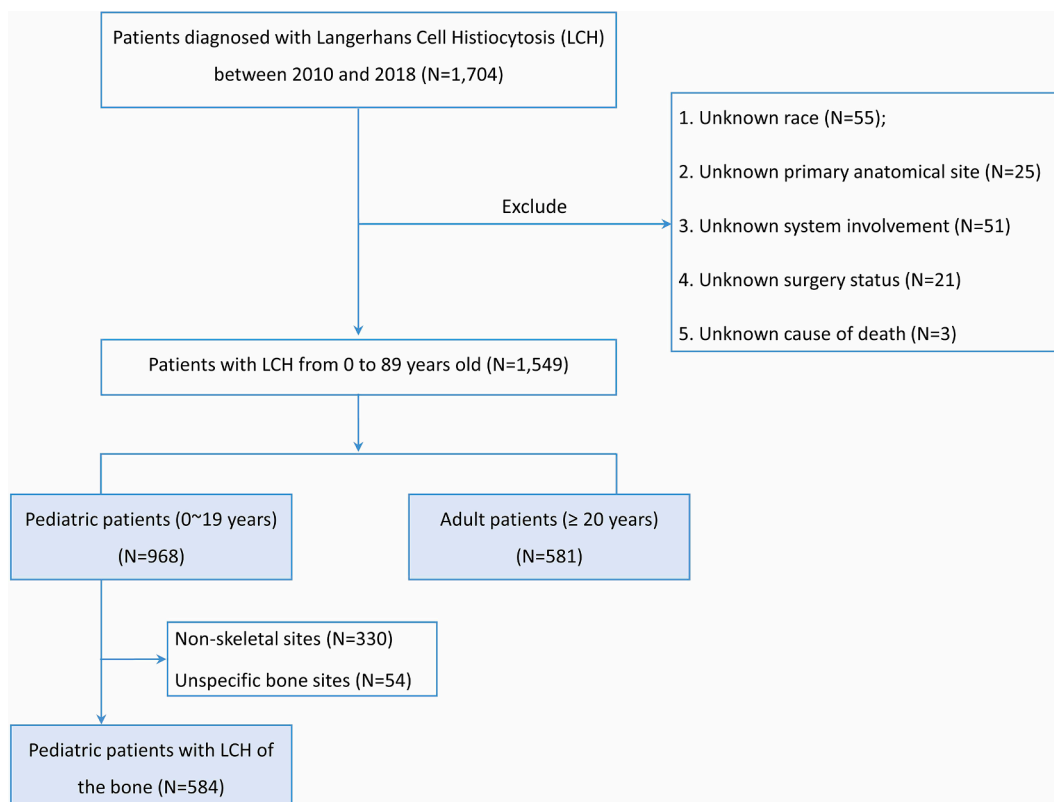 Patients diagnosed with Langerhans Cell Histiocytosis (LCH)
between 2010 and 2018 (N=1,704)
1. Unknown race (N=55);
2. Unknown primary anatomical site (N=25)
Exclude
3. Unknown system involvement (N=51)
4. Unknown surgery status (N=21)
5. Unknown cause of death (N=3)
Patients with LCH from 0 to 89 years old (N=1,549)
Pediatric patients (0~19 years)
(N=968)
Adult patients (≥ 20 years)
(N=581)
Non-skeletal sites (N=330)
Unspecific bone sites (N=54)
Pediatric patients with LCH of
the bone (N=584)